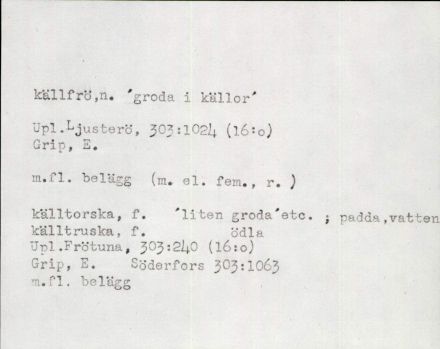 källfrö,n. 'groda i källor'
Upl.Ljusterö, 303:1024 (16:o)
Grip, E.
m.fl. belägg (m. el. fem., r. )
källtorska, f. 'liten groda'etc. ; padda,vatten
källtruska, f. ödla
Upl.Frötuna, 303:240 (16:o)
Grip, E. Söderfors 303:1063
m.fl. belägg